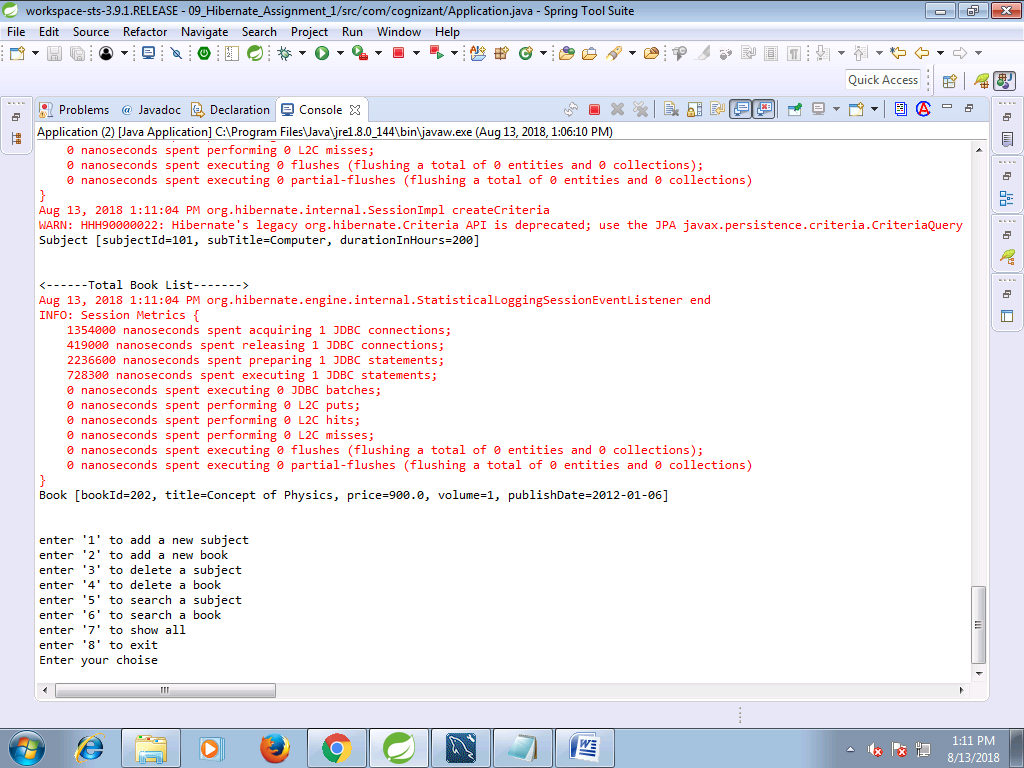 workspace-sts-3.9.1.RELEASE - 09_Hibernate_Assignment_1/src/com/cognizant/Application.java - Spring Tool Suite
File Edit Source Refactor Navigate Search Project Run Window Help
Quick Access
Problems @ Javadoc Declaration Console
Application (2) [Java Application] C:\Program Files\Java\jre1.8.0_144\bin\javaw.exe (Aug 13, 2018, 1:06:10 PM)
0 nanoseconds spent performing 0 L2C misses;
0 nanoseconds spent executing 0 flushes (flushing a total of 0 entities and 0 collections);
0 nanoseconds spent executing 0 partial-flushes (flushing a total of 0 entities and 0 collections)
}
Aug 13, 2018 1:11:04 PM org.hibernate.internal.SessionImpl createCriteria
WARN: HHH90000022: Hibernate's legacy org.hibernate.Criteria API is deprecated; use the JPA javax.persistence.criteria.CriteriaQuery
Subject [subjectId=101, subTitle=Computer, durationInHours=200]
<------Total Book List------->
Aug 13, 2018 1:11:04 PM org.hibernate.engine.internal.StatisticalLoggingSessionEventListener end
INFO: Session Metrics {
1354000 nanoseconds spent acquiring 1 JDBC connections;
419000 nanoseconds spent releasing 1 JDBC connections;
2236600 nanoseconds spent preparing 1 JDBC statements;
728300 nanoseconds spent executing 1 JDBC statements;
0 nanoseconds spent executing 0 JDBC batches;
0 nanoseconds spent performing 0 L2C puts;
0 nanoseconds spent performing 0 L2C hits;
0 nanoseconds spent performing 0 L2C misses;
0 nanoseconds spent executing 0 flushes (flushing a total of 0 entities and 0 collections);
0 nanoseconds spent executing 0 partial-flushes (flushing a total of 0 entities and 0 collections)
}
Book [bookId=202, title=Concept of Physics, price=900.0, volume=1, publishDate=2012-01-06]
enter '1' to add a new subject
enter '2' to add a new book
enter '3' to delete a subject
enter '4' to delete a book
enter '5' to search a subject
enter '6' to search a book
enter '7' to show all
enter '8' to exit
Enter your choise
1:11 PM
8/13/2018